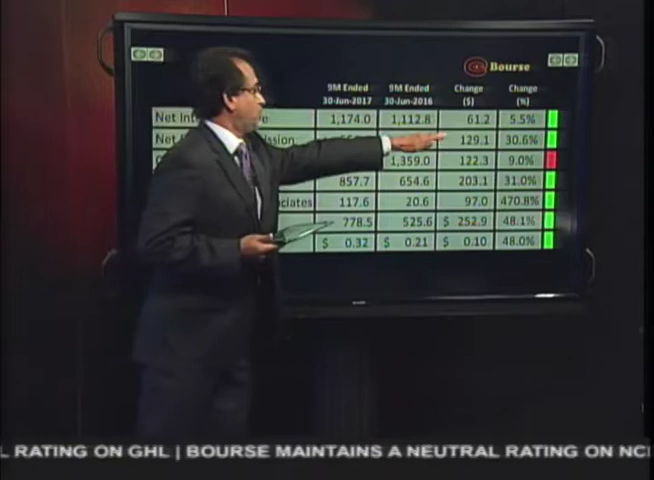 Bourse
9M Ended 9M Ended Change Change
30-Jun-2017 30-Jun-2016 ($) (%)
Net Int 1,174.0 1,112.8 61.2 5.5%
Net 129.1 30.6%
1,359.0 122.3 9.0%
857.7 654.6 203.1 31.0%
ciates 117.6 20.6 97.0 470.8%
778.5 525.6 $ 252.9 48.1%
$ 0.32 $ 0.21 $ 0.10 48.0%
L RATING ON GHL | BOURSE MAINTAINS A NEUTRAL RATING ON NC